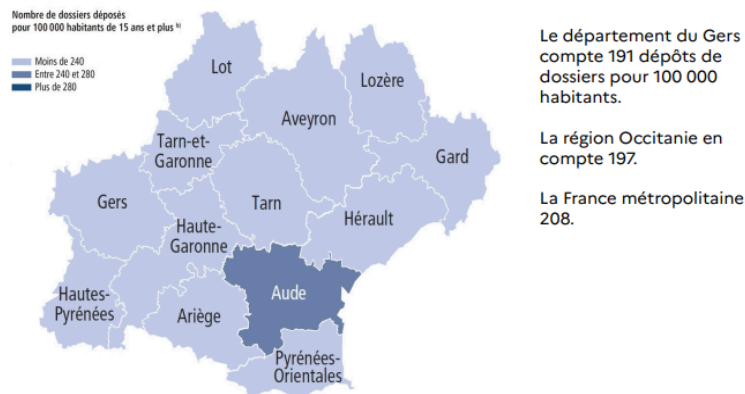 Nombre de dossiers déposés
pour 100 000 habitants de 15 ans et plus b)
Moins de 240
Entre 240 et 280
Plus de 280
Lot
Lozère
Aveyron
Tarn-et-
Garonne
Gard
Gers
Tarn
Hérault
Haute-
Garonne
Hautes-
Pyrénées
Aude
Ariège
Pyrénées-
Orientales
Le département du Gers
compte 191 dépôts de
dossiers pour 100 000
habitants.
La région Occitanie en
compte 197.
La France métropolitaine
208.